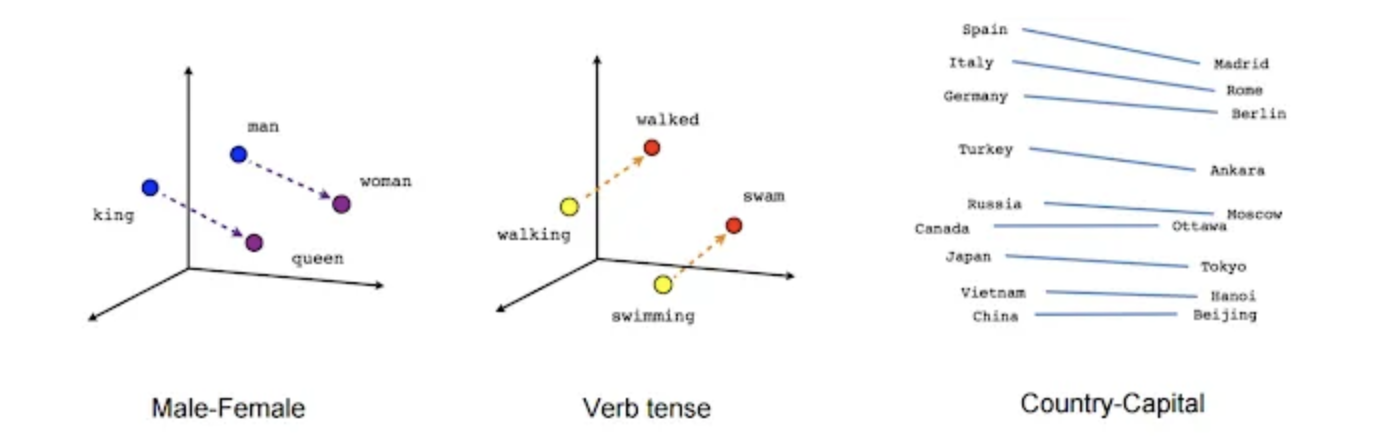 man
woman
king
queen
Male-Female
walked
swam
walking
swimming
Verb tense
Spain
Madrid
Italy
Rome
Germany
Berlin
Turkey
Ankara
Russia
Moscow
Canada
Ottawa
Japan
Tokyo
Vietnam
Hanoi
China
Beijing
Country-Capital